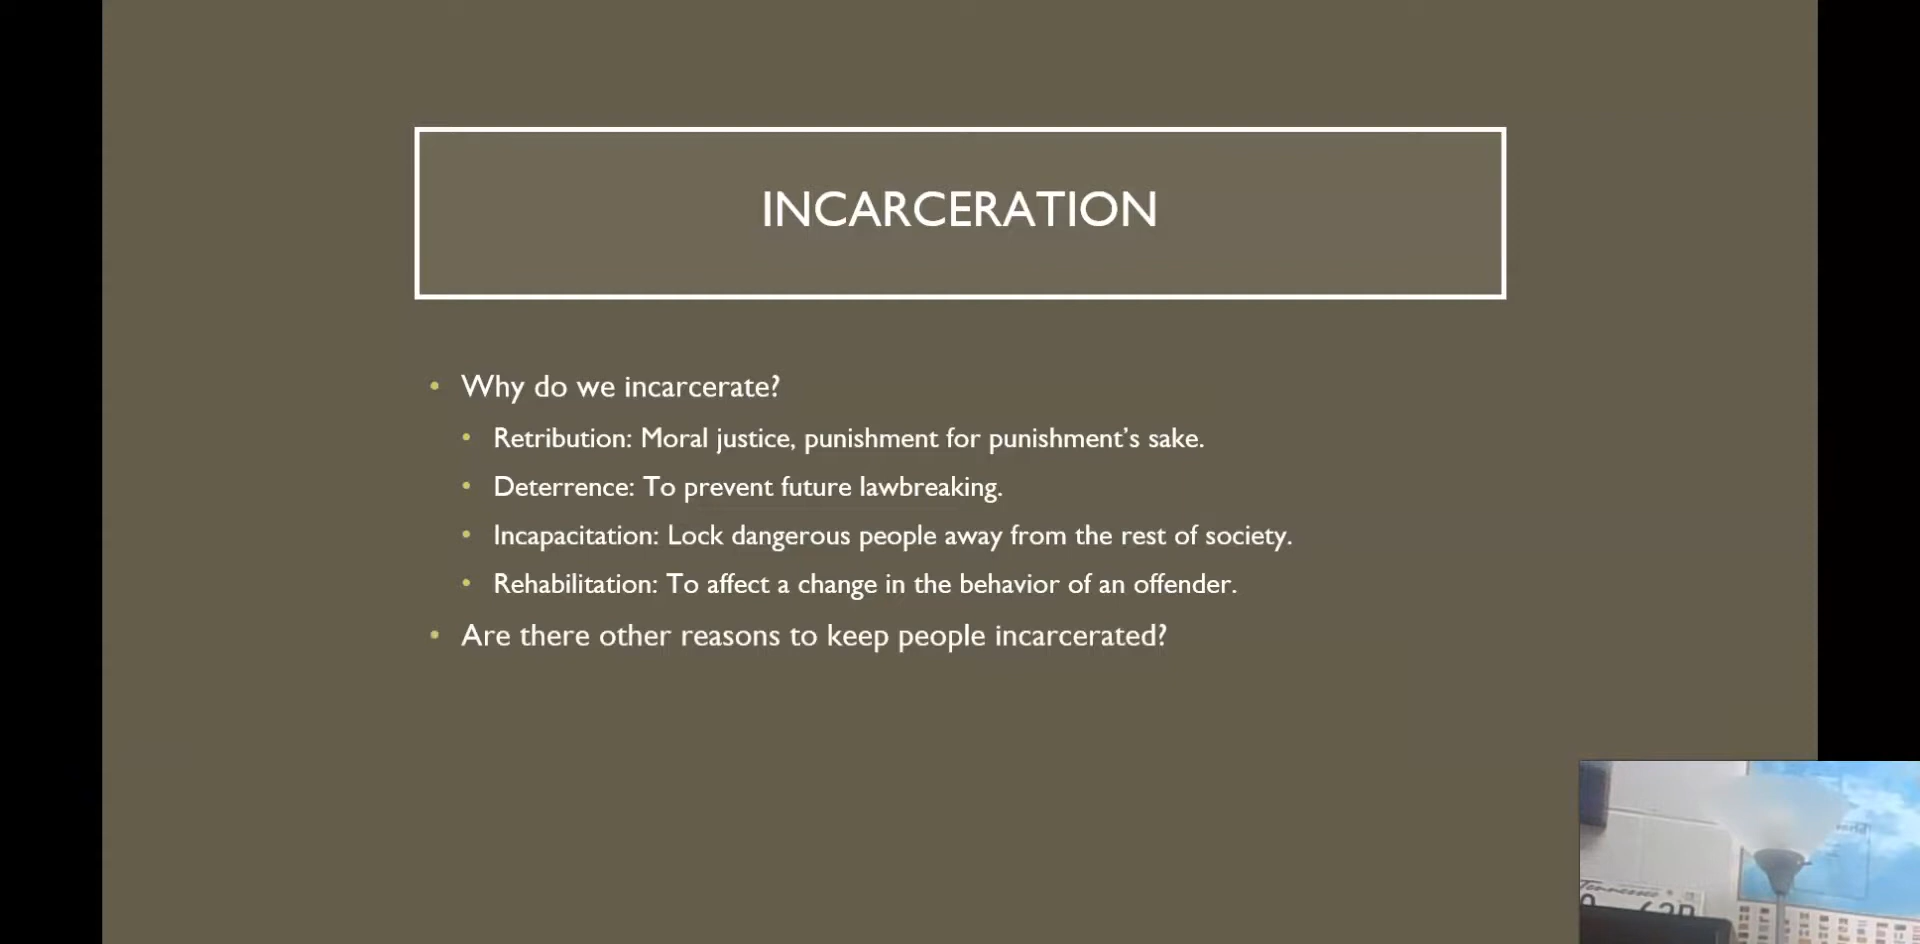 INCARCERATION
• Why do we incarcerate?
• Retribution: Moral justice, punishment for punishment’s sake.
• Deterrence: To prevent future lawbreaking.
• Incapacitation: Lock dangerous people away from the rest of society.
• Rehabilitation: To affect a change in the behavior of an offender.
• Are there other reasons to keep people incarcerated?
Tennessee